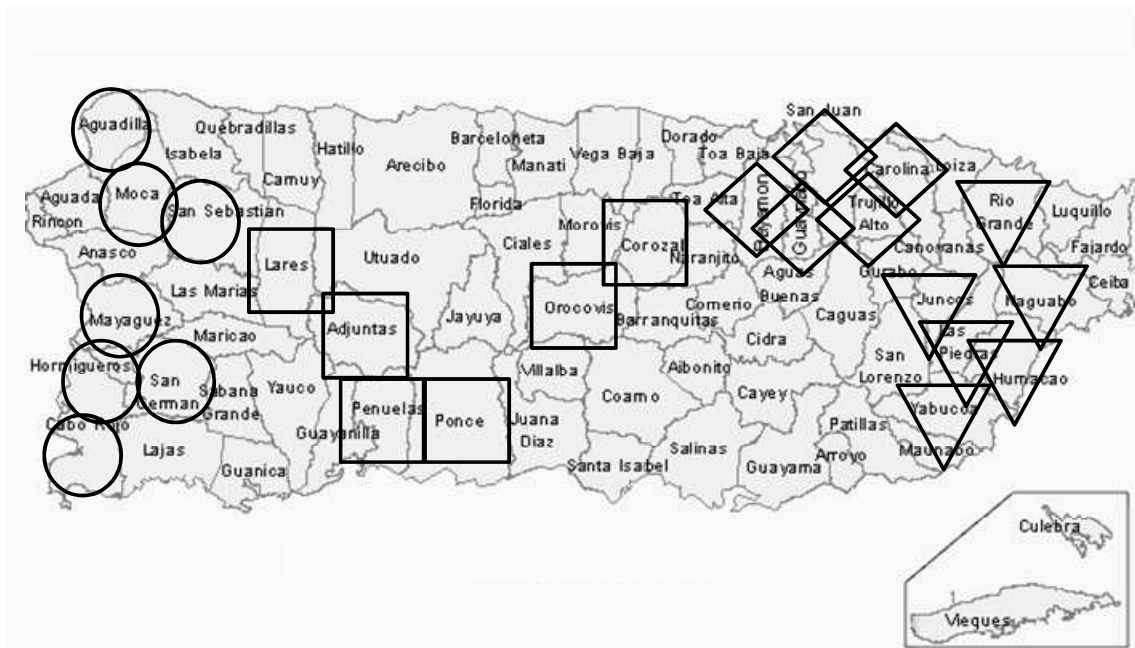 San Juan
Aguadilla
Quebradillas
Isabela
Camuy
Hatillo
Arecibo
Barceloneta
Manati
Vega Baja
Dorado
Toa Baja
Carolina
Loiza
Aguada
Moca
San Sebastian
Rincon
Florida
Toa Alta
Bayamon
Guaynabo
Trujillo
Alto
Rio
Grande
Luquillo
Anasco
Lares
Utuado
Ciales
Morovis
Corozal
Naranjito
Aguas
Buenas
Canovanas
Gurabo
Fajardo
Ceiba
Las Marias
Mayaguez
Maricao
Adjuntas
Jayuya
Orocovis
Barranquitas
Comerio
Cidra
Caguas
Juncos
Naguabo
Las
Piedras
Hormigueros
San
German
Sabana
Grande
Yauco
Villalba
Aibonito
San
Lorenzo
Humacao
Cabo Rojo
Lajas
Guanica
Guayanilla
Penuelas
Ponce
Juana
Diaz
Coamo
Cayey
Patillas
Yabucoa
Maunabo
Santa Isabel
Salinas
Guayama
Arroyo
Culebra
Vieques